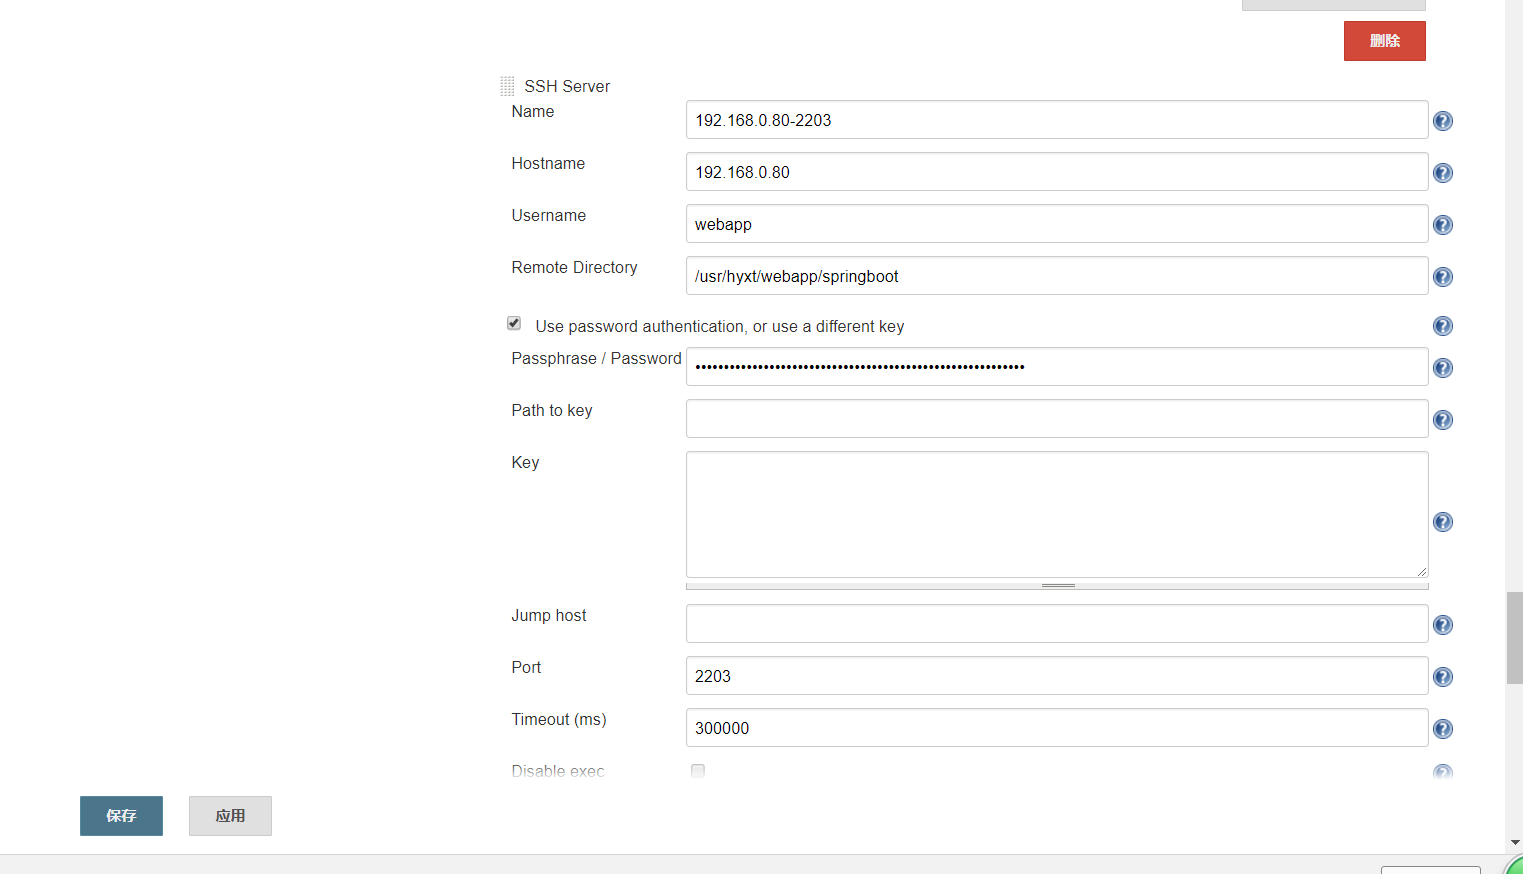 删除
SSH Server
Name
192.168.0.80-2203
Hostname
192.168.0.80
Username
webapp
Remote Directory
/usr/hyxt/webapp/springboot
Use password authentication, or use a different key
Passphrase / Password
Path to key
Key
Jump host
Port
2203
Timeout (ms)
300000
Disable exec
保存
应用